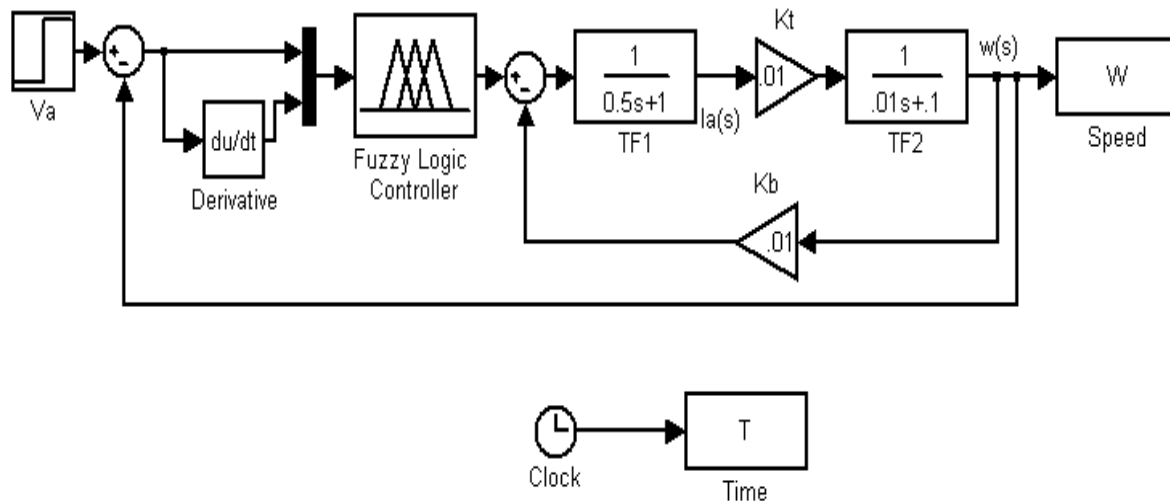 Va
+
-
du/dt
Derivative
Fuzzy Logic
Controller
+
-
1
0.5s+1
TF1
Ia(s)
Kt
.01
1
.01s+.1
TF2
w(s)
W
Speed
Kb
.01
Clock
T
Time